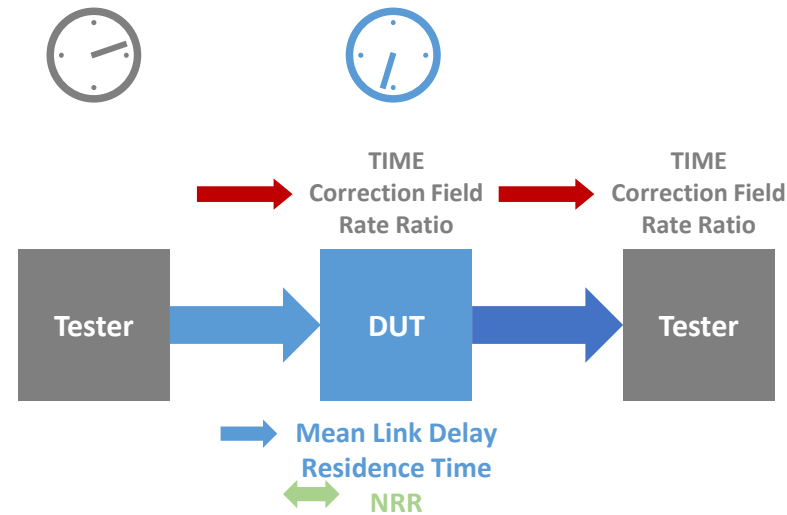 TIME
Correction Field
Rate Ratio
TIME
Correction Field
Rate Ratio
Tester
DUT
Tester
Mean Link Delay
Residence Time
NRR